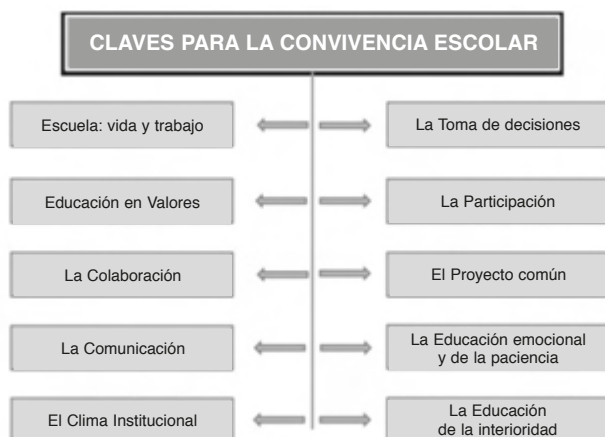 CLAVES PARA LA CONVIVENCIA ESCOLAR
Escuela: vida y trabajo
La Toma de decisiones
Educación en Valores
La Participación
La Colaboración
El Proyecto común
La Comunicación
La Educación emocional
y de la paciencia
El Clima Institucional
La Educación
de la interioridad